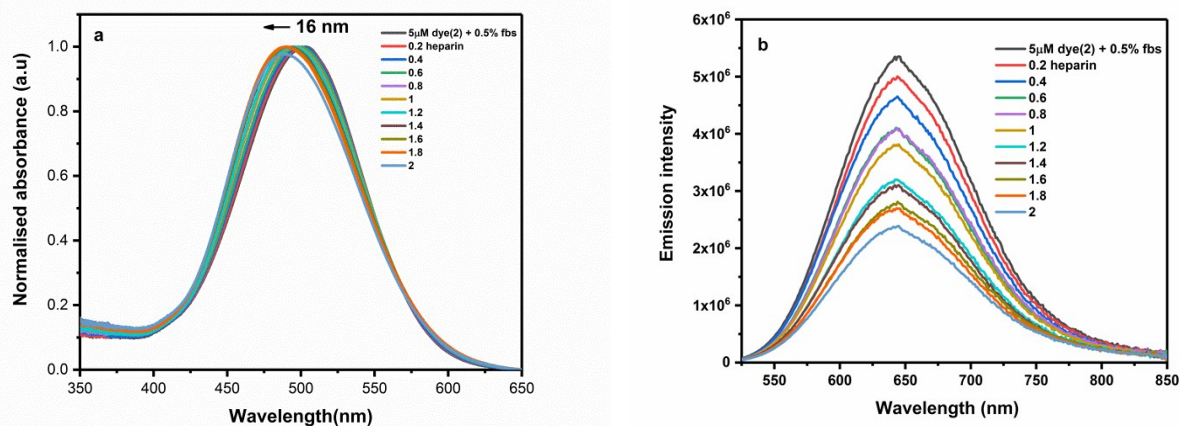 a
16 nm
5μM dye(2) + 0.5% fbs
0.2 heparin
0.4
0.6
0.8
1
1.2
1.4
1.6
1.8
2
Normalised absorbance (a.u)
1.0
0.8
0.6
0.4
0.2
0.0
350 400 450 500 550 600 650
Wavelength(nm)
b
5μM dye(2) + 0.5% fbs
0.2 heparin
0.4
0.6
0.8
1
1.2
1.4
1.6
1.8
2
Emission intensity
6x10⁶
5x10⁶
4x10⁶
3x10⁶
2x10⁶
1x10⁶
0
550 600 650 700 750 800 850
Wavelength (nm)